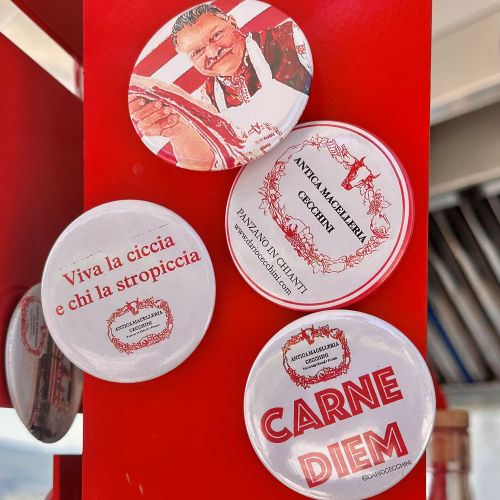 ANTICA MACELLERIA
CECCHINI
PANZANO IN CHIANTI
www.dariocecchini.com
Viva la ciccia
e chi la stropiccia
ANTICA MACELLERIA
CECCHINI
ANTICA MACELLERIA
CECCHINI
CARNE
DIEM
©DARIOCECCHINI